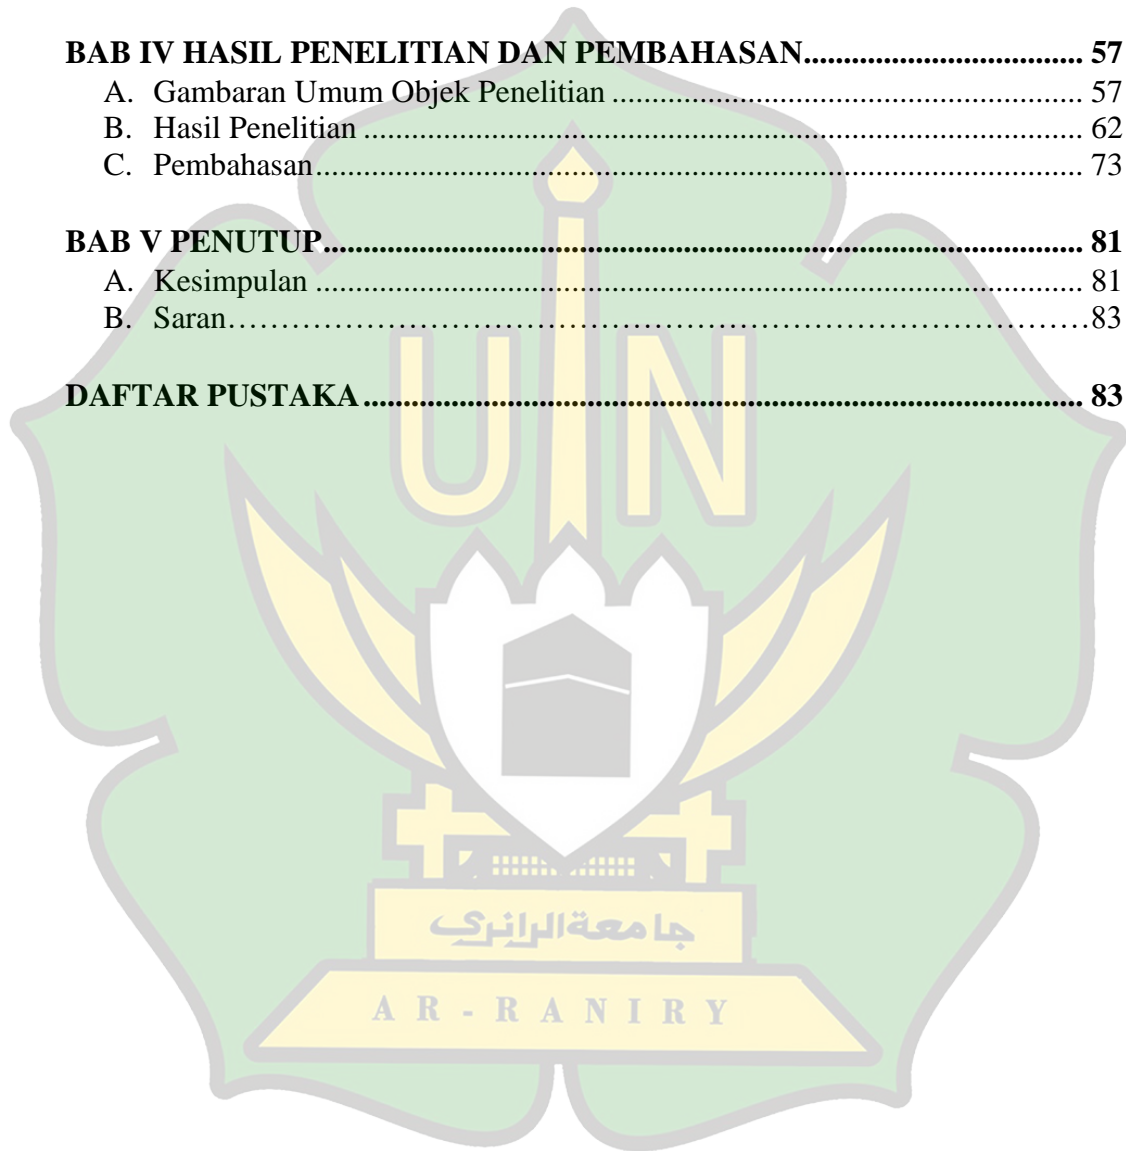 BAB IV HASIL PENELITIAN DAN PEMBAHASAN................................... 57
A. Gambaran Umum Objek Penelitian ............................................................ 57
B. Hasil Penelitian ............................................................................................ 62
C. Pembahasan.................................................................................................. 73
BAB V PENUTUP................................................................................................ 81
A. Kesimpulan .................................................................................................. 81
B. Saran……………………………………………………………………………83
DAFTAR PUSTAKA ........................................................................................... 83
UIN
جامعة الرانري
AR-RANIRY